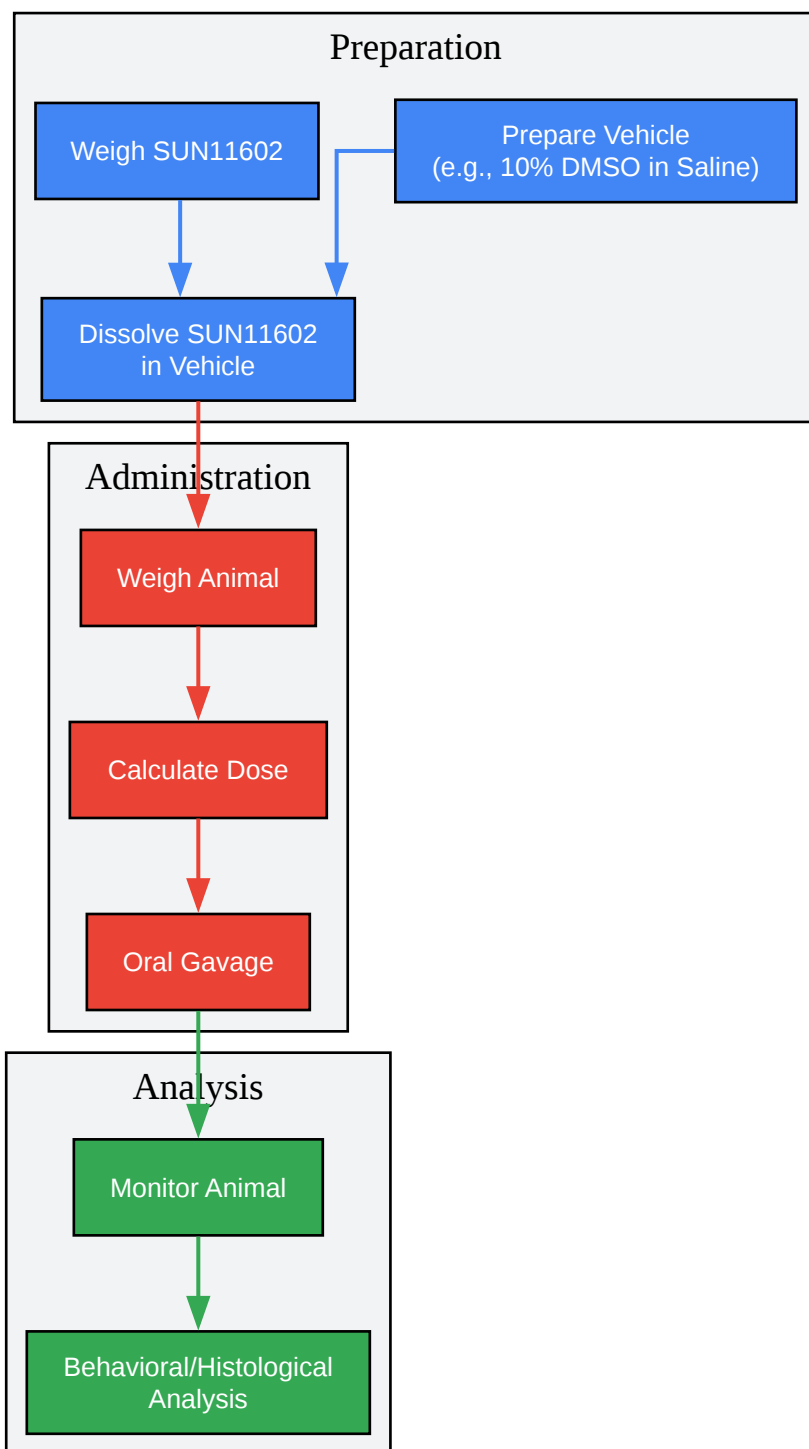 Preparation
Weigh SUN11602
Prepare Vehicle
(e.g., 10% DMSO in Saline)
Dissolve SUN11602
in Vehicle
Administration
Weigh Animal
Calculate Dose
Oral Gavage
Analysis
Monitor Animal
Behavioral/Histological
Analysis